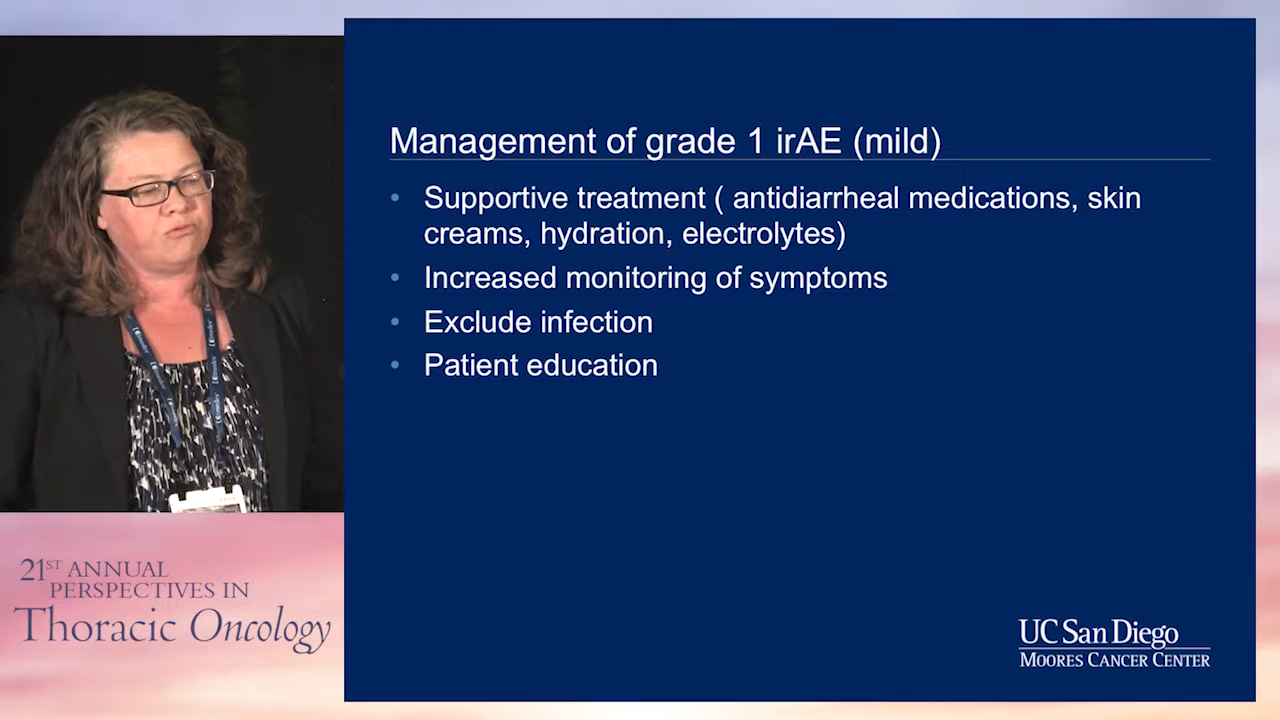 Management of grade 1 irAE (mild)
• Supportive treatment ( antidiarrheal medications, skin
creams, hydration, electrolytes)
• Increased monitoring of symptoms
• Exclude infection
• Patient education
21ST ANNUAL
PERSPECTIVES IN
Thoracic Oncology
UC San Diego
MOORES CANCER CENTER